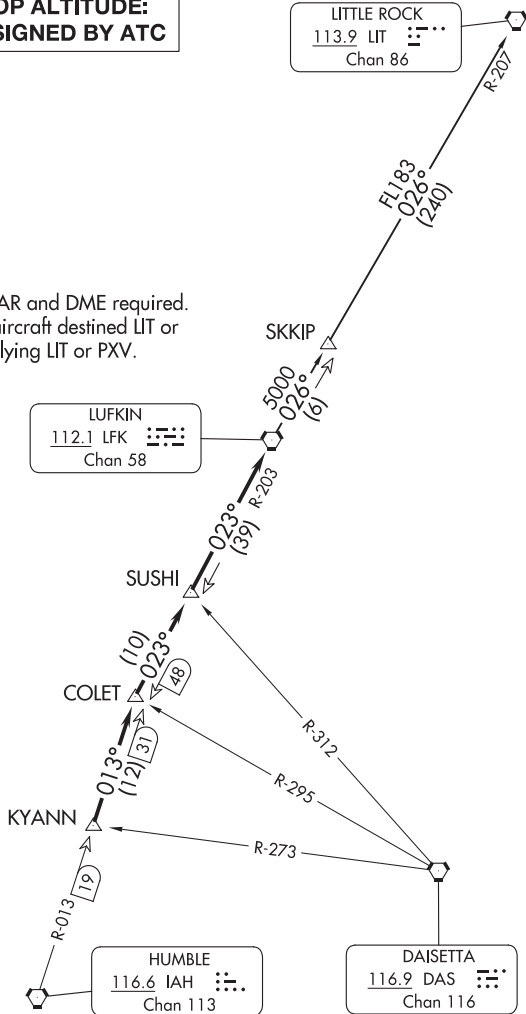 OP ALTITUDE:
SIGNED BY ATC
LITTLE ROCK
113.9 LIT
Chan 86
R-207
FL183
026°
(240)
AR and DME required.
aircraft destined LIT or
lying LIT or PXV.
SKKIP
5000
026°
(6)
LUFKIN
112.1 LFK
Chan 58
R-203
023°
(39)
SUSHI
(10)
023°
48
COLET
31
013°
(12)
R-312
R-295
KYANN
R-273
R-013
19
HUMBLE
116.6 IAH
Chan 113
DAISETTA
116.9 DAS
Chan 116